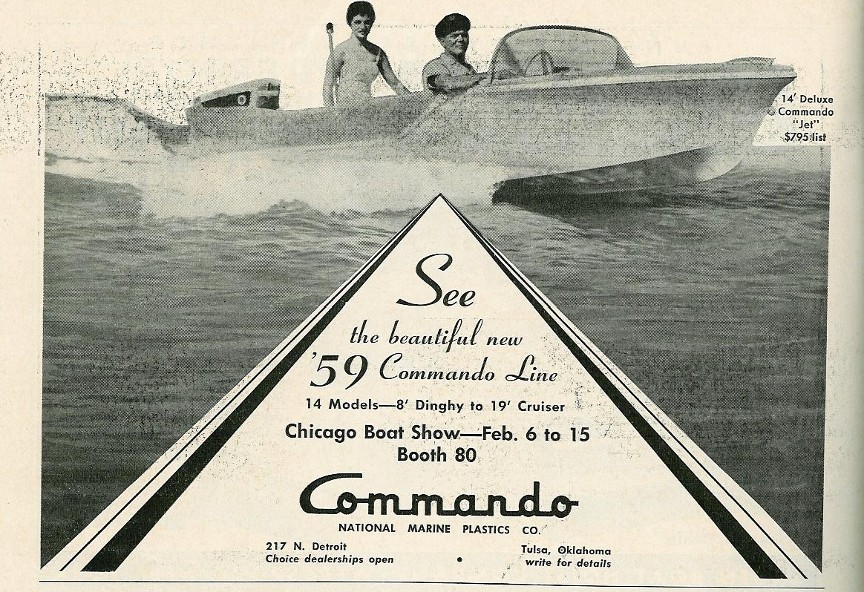 14' Deluxe
Commando
"Jet"
$795 list
See
the beautiful new
'59 Commando Line
14 Models—8' Dinghy to 19' Cruiser
Chicago Boat Show—Feb. 6 to 15
Booth 80
Commando
NATIONAL MARINE PLASTICS CO.
217 N. Detroit
Tulsa, Oklahoma
Choice dealerships open • write for details